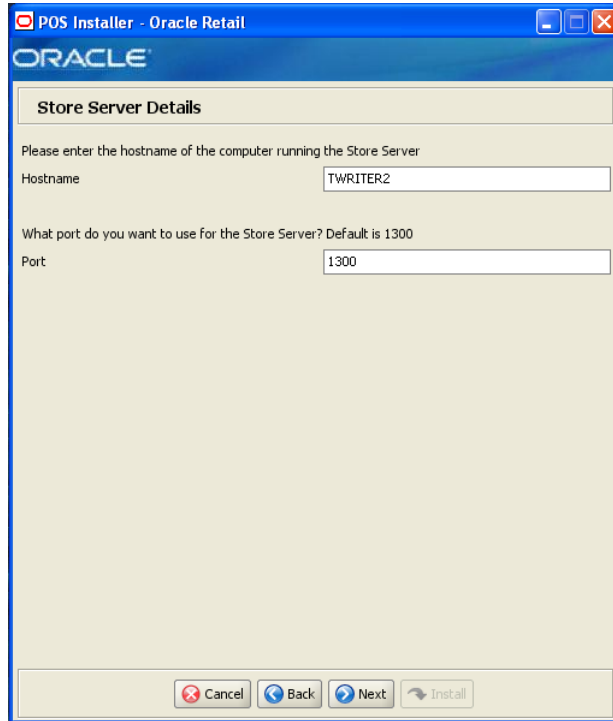 POS Installer - Oracle Retail
ORACLE
Store Server Details
Please enter the hostname of the computer running the Store Server
Hostname TWRITER2
What port do you want to use for the Store Server? Default is 1300
Port 1300
Cancel Back Next Install